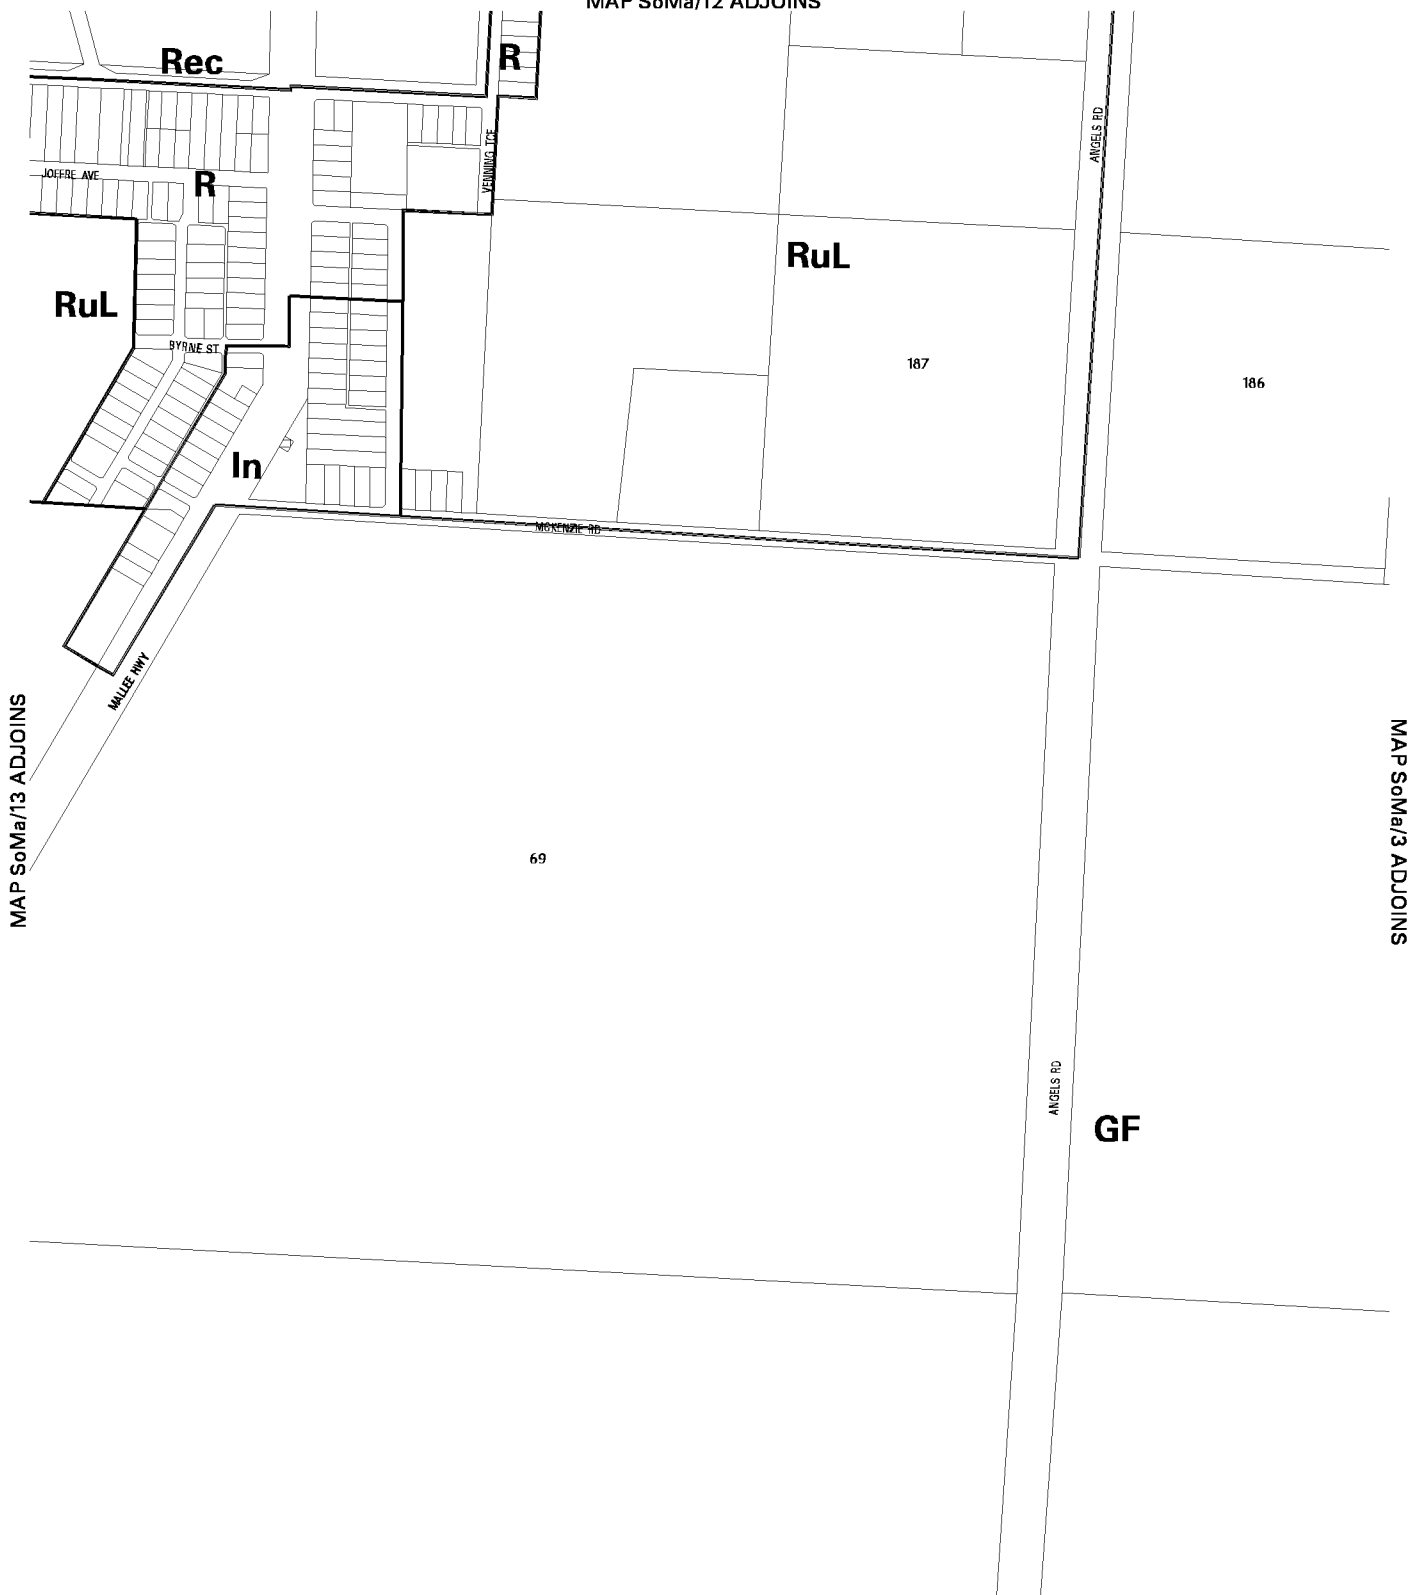 MAP SoMa/12 ADJOINS
Rec
R
ANGELS RD
VENNING TCE
JOFFRE AVE
R
RuL
RuL
BYRNE ST
187
186
In
MCKENZIE RD
MALLEE HWY
MAP SoMa/13 ADJOINS
MAP SoMa/3 ADJOINS
69
ANGELS RD
GF